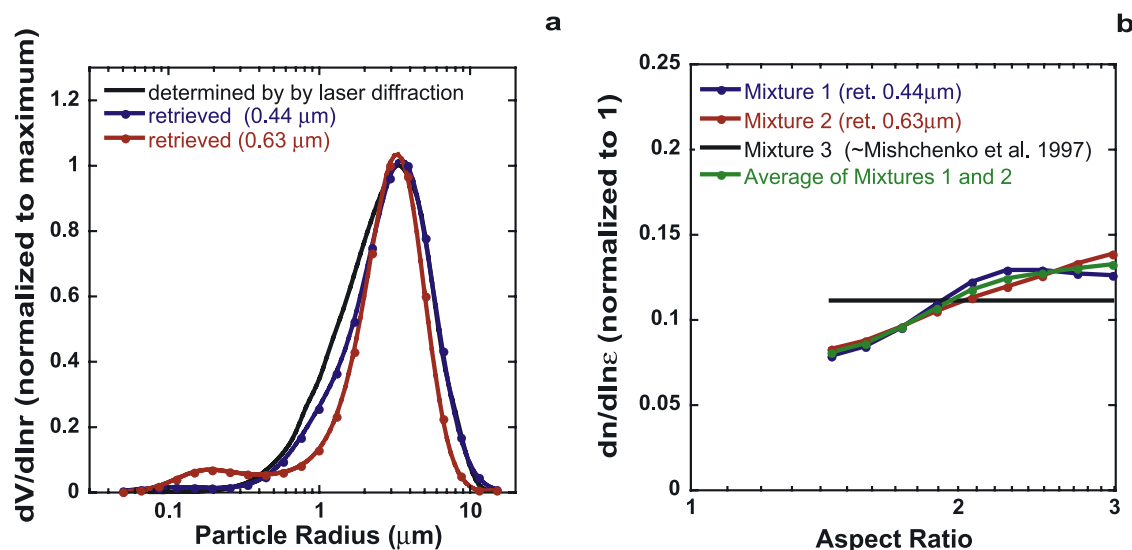 a
dV/dlnr (normalized to maximum)
1.2
1
0.8
0.6
0.4
0.2
0
determined by by laser diffraction
retrieved (0.44 μm)
retrieved (0.63 μm)
0.1
1
10
Particle Radius (μm)
b
dn/dlnε (normalized to 1)
0.25
0.20
0.15
0.10
0.05
0
Mixture 1 (ret. 0.44μm)
Mixture 2 (ret. 0.63μm)
Mixture 3 (~Mishchenko et al. 1997)
Average of Mixtures 1 and 2
1
2
3
Aspect Ratio